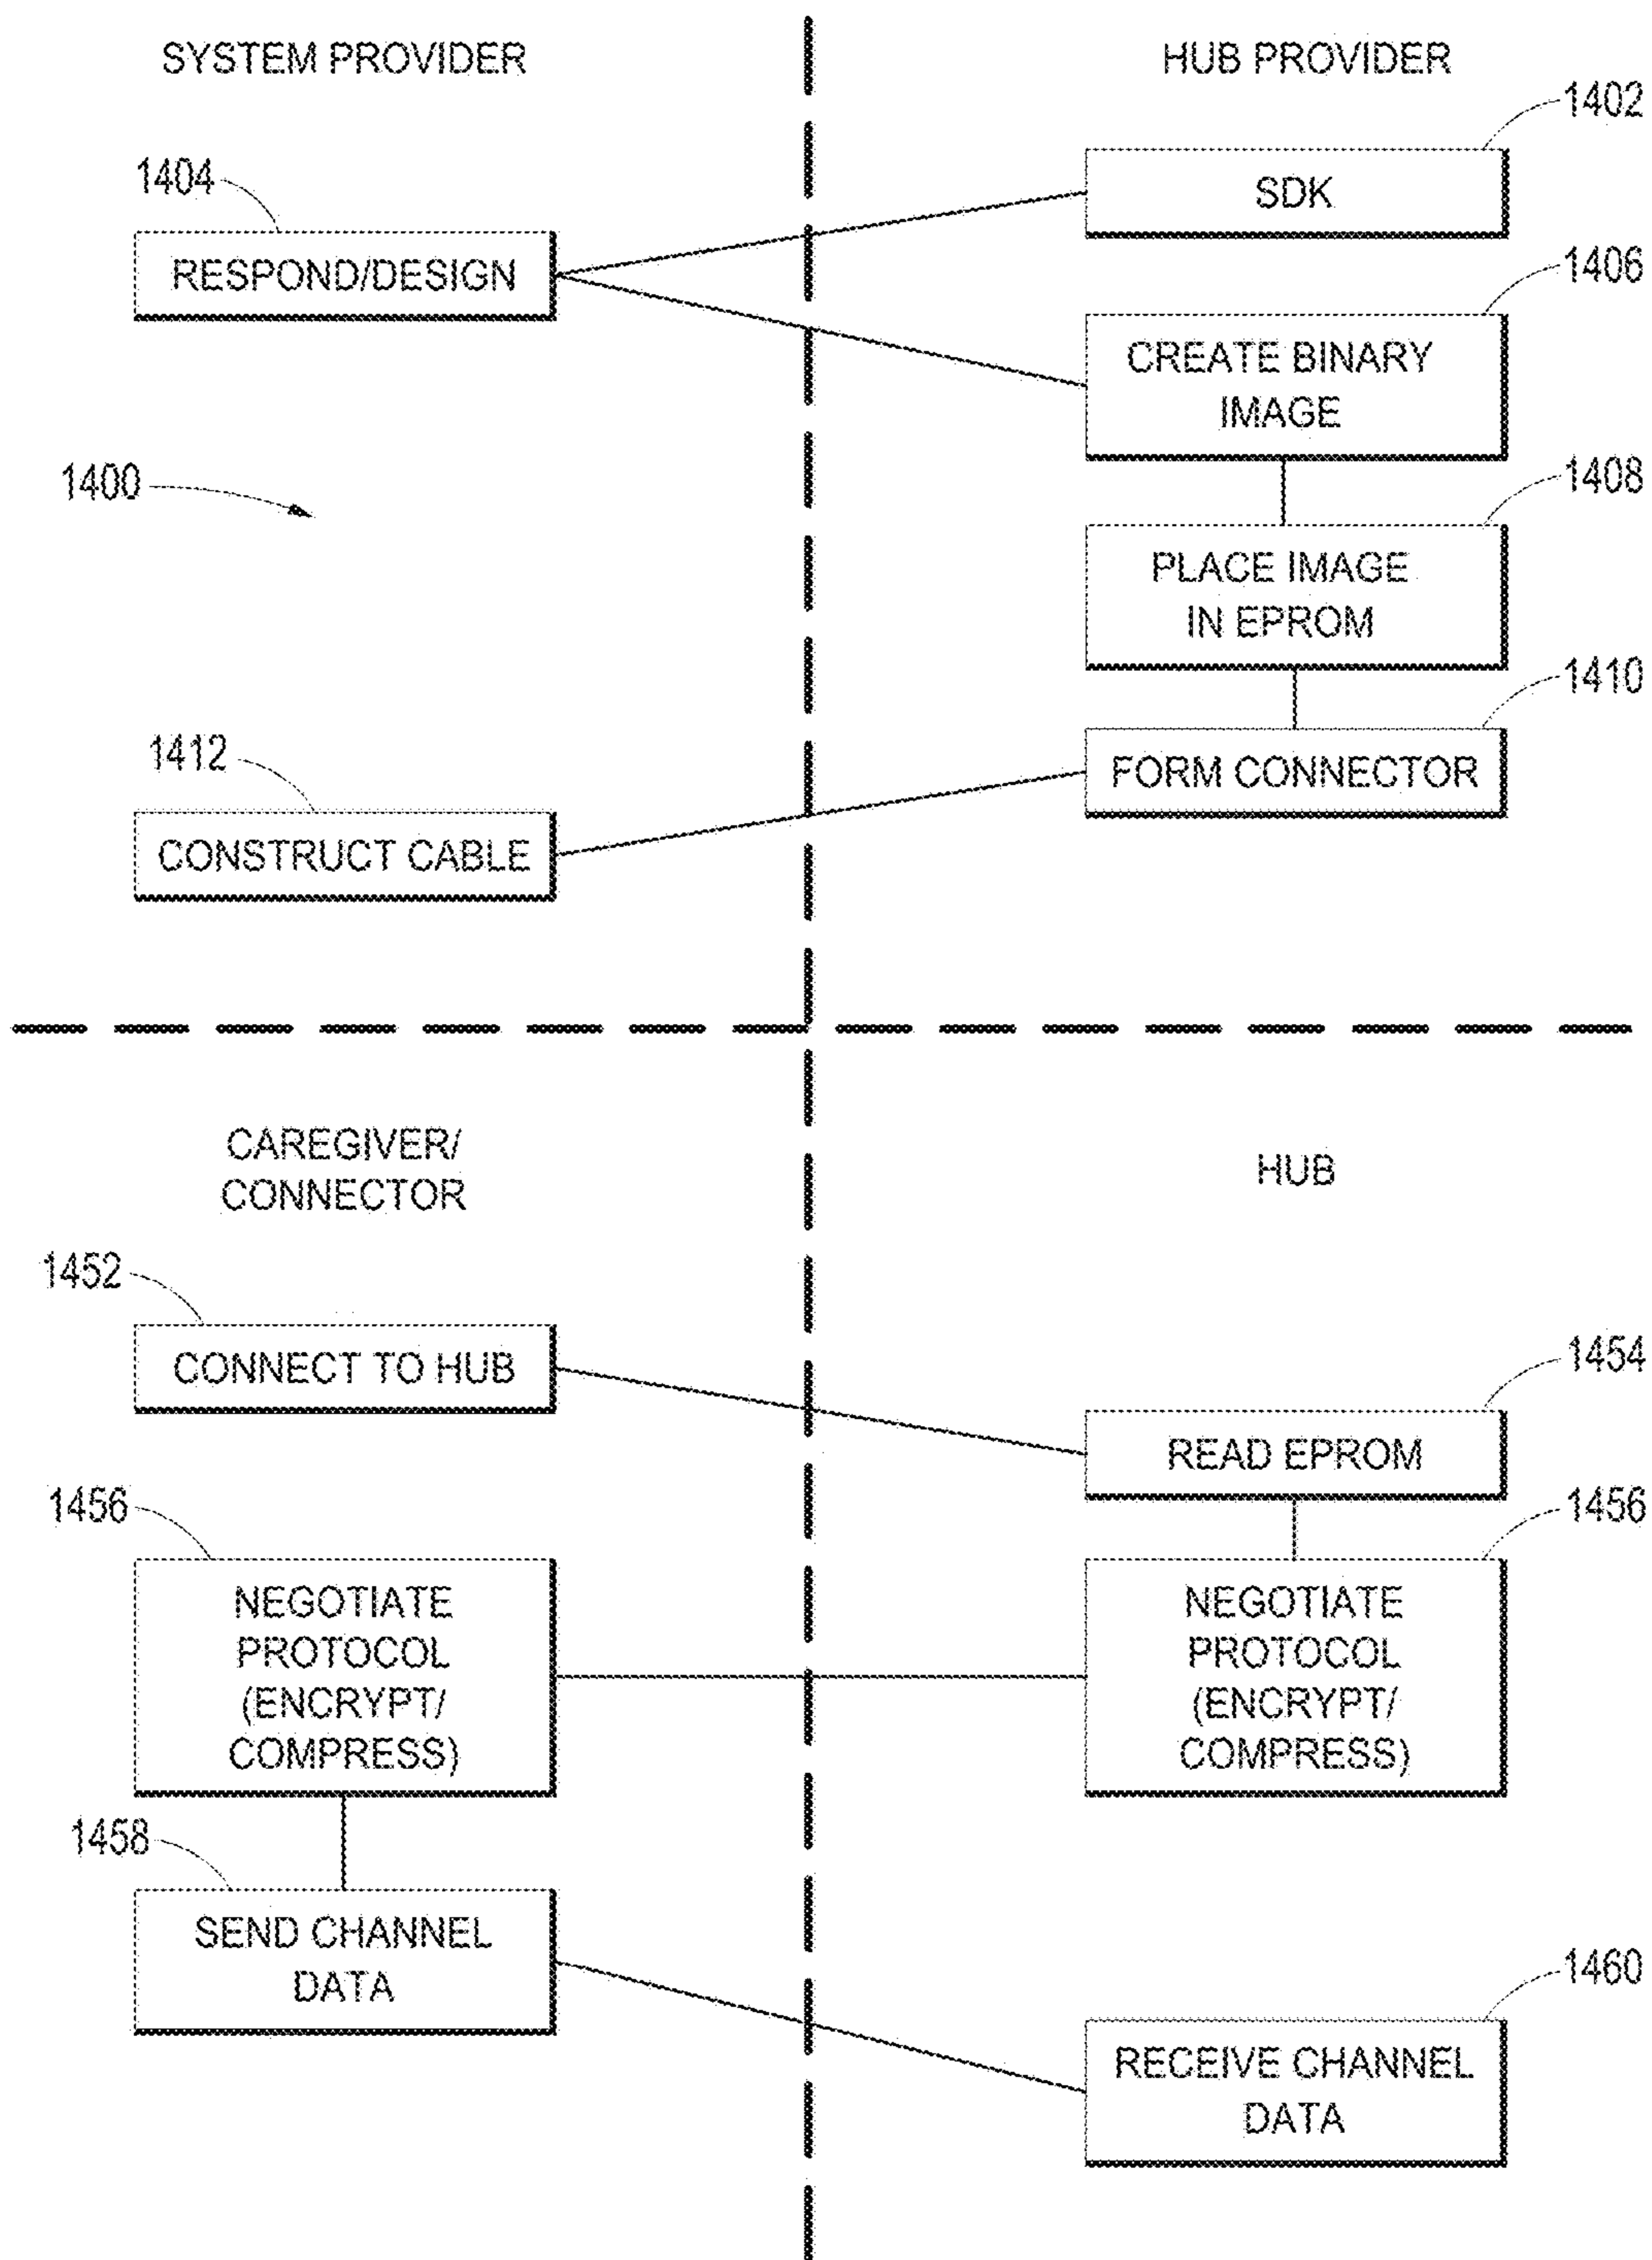 SYSTEM PROVIDER
HUB PROVIDER
1402
SDK
1404
RESPOND/DESIGN
1406
CREATE BINARY
IMAGE
1400
1408
PLACE IMAGE
IN EPROM
1410
FORM CONNECTOR
1412
CONSTRUCT CABLE
CAREGIVER/
CONNECTOR
HUB
1452
CONNECT TO HUB
1454
READ EPROM
1456
NEGOTIATE
PROTOCOL
(ENCRYPT/
COMPRESS)
1456
NEGOTIATE
PROTOCOL
(ENCRYPT/
COMPRESS)
1458
SEND CHANNEL
DATA
1460
RECEIVE CHANNEL
DATA